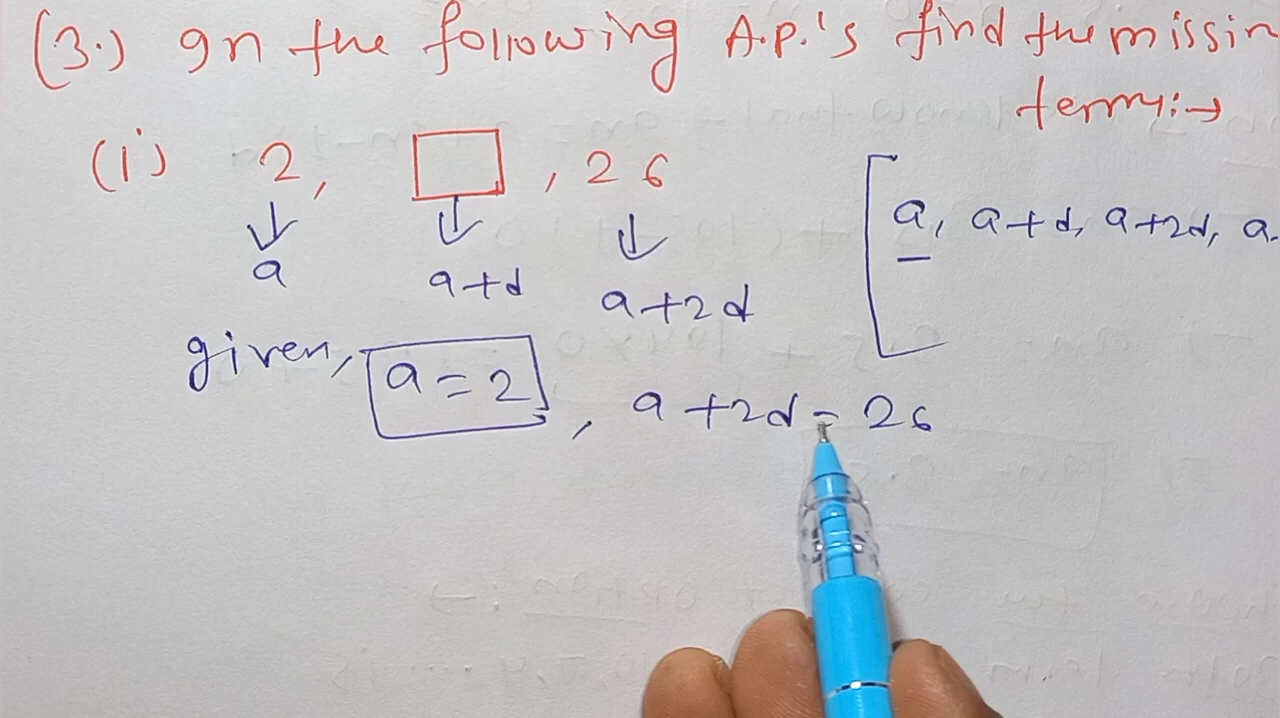 (3.) In the following A.P.'s find the missin
term:→
(i) 2, □, 26
↓ ↓ ↓
a a+d a+2d
[a, a+d, a+2d, a.
given, a = 2, a+2d = 26